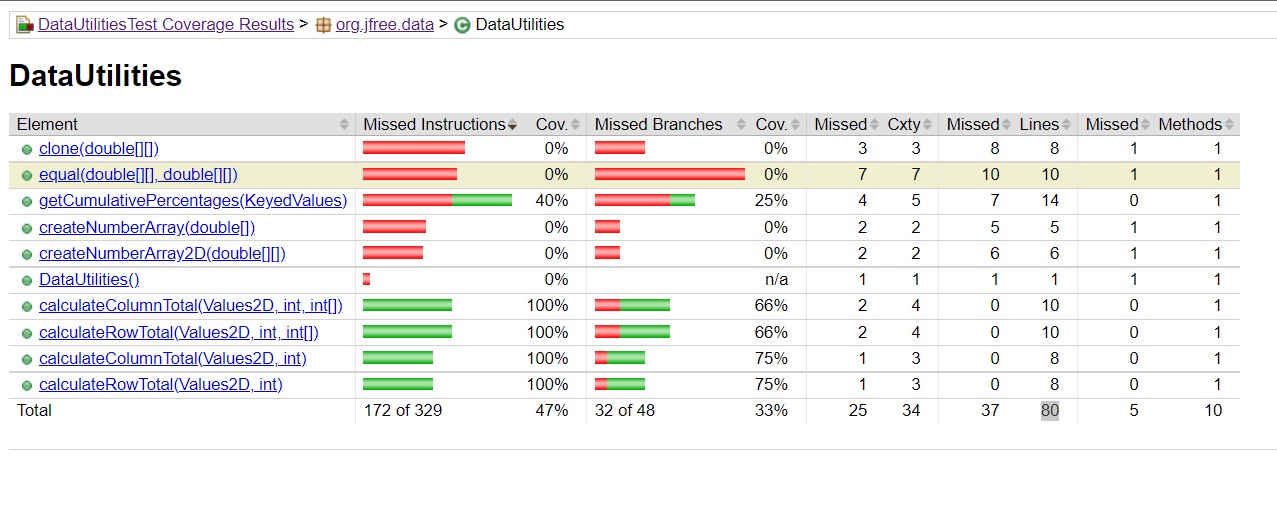 DataUtilitiesTest Coverage Results > org.jfree.data > DataUtilities
DataUtilities
Element Missed Instructions Cov. Missed Branches Cov. Missed Cxty Missed Lines Missed Methods
clone(double[][]) 0% 0% 3 3 8 8 1 1
equal(double[][], double[][]) 0% 0% 7 7 10 10 1 1
getCumulativePercentages(KeyedValues) 40% 25% 4 5 7 14 0 1
createNumberArray(double[]) 0% 0% 2 2 5 5 1 1
createNumberArray2D(double[][]) 0% 0% 2 2 6 6 1 1
DataUtilities() 0% n/a 1 1 1 1 1 1
calculateColumnTotal(Values2D, int, int[]) 100% 66% 2 4 0 10 0 1
calculateRowTotal(Values2D, int, int[]) 100% 66% 2 4 0 10 0 1
calculateColumnTotal(Values2D, int) 100% 75% 1 3 0 8 0 1
calculateRowTotal(Values2D, int) 100% 75% 1 3 0 8 0 1
Total 172 of 329 47% 32 of 48 33% 25 34 37 80 5 10